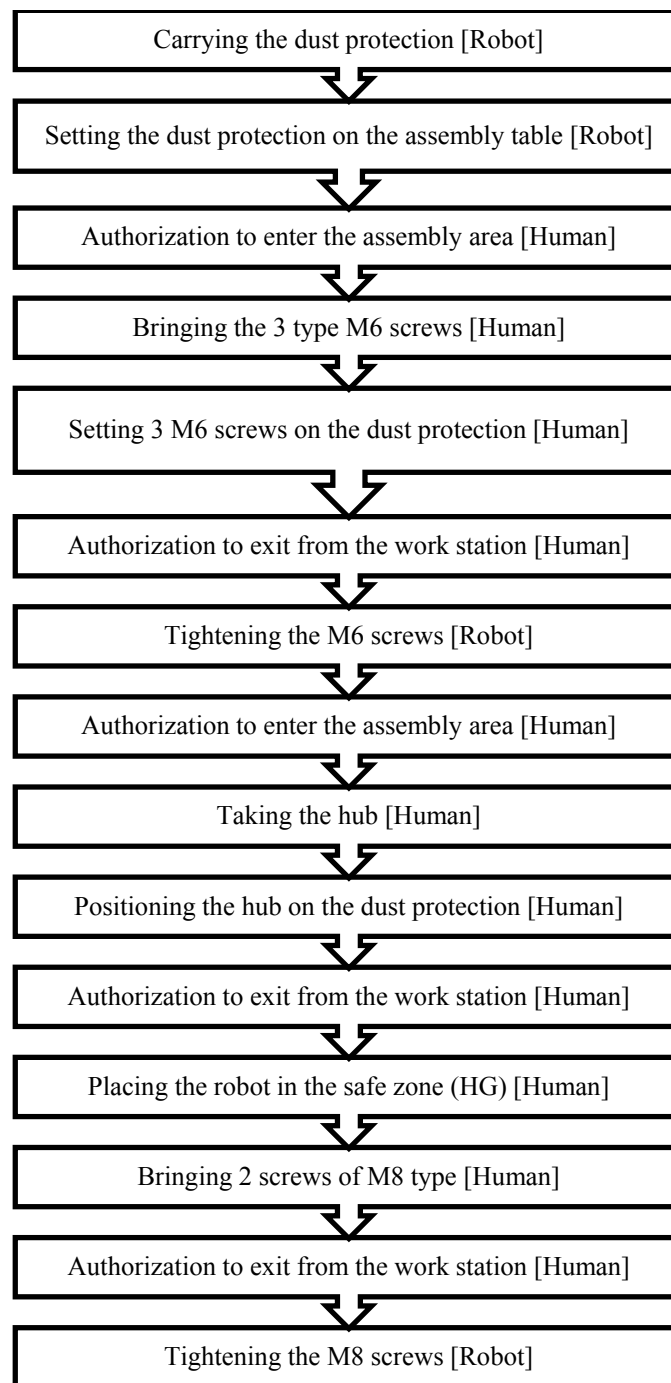 Carrying the dust protection [Robot]
Setting the dust protection on the assembly table [Robot]
Authorization to enter the assembly area [Human]
Bringing the 3 type M6 screws [Human]
Setting 3 M6 screws on the dust protection [Human]
Authorization to exit from the work station [Human]
Tightening the M6 screws [Robot]
Authorization to enter the assembly area [Human]
Taking the hub [Human]
Positioning the hub on the dust protection [Human]
Authorization to exit from the work station [Human]
Placing the robot in the safe zone (HG) [Human]
Bringing 2 screws of M8 type [Human]
Authorization to exit from the work station [Human]
Tightening the M8 screws [Robot]